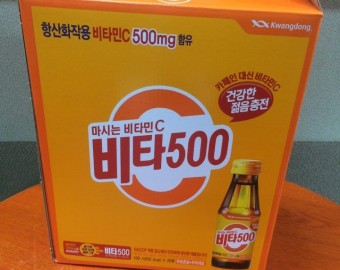 Kwangdong
항산화작용 비타민C 500mg 함유
카페인 대신 비타민C
건강한
젊음충전
마시는 비타민C
비타500
비타500
비타500